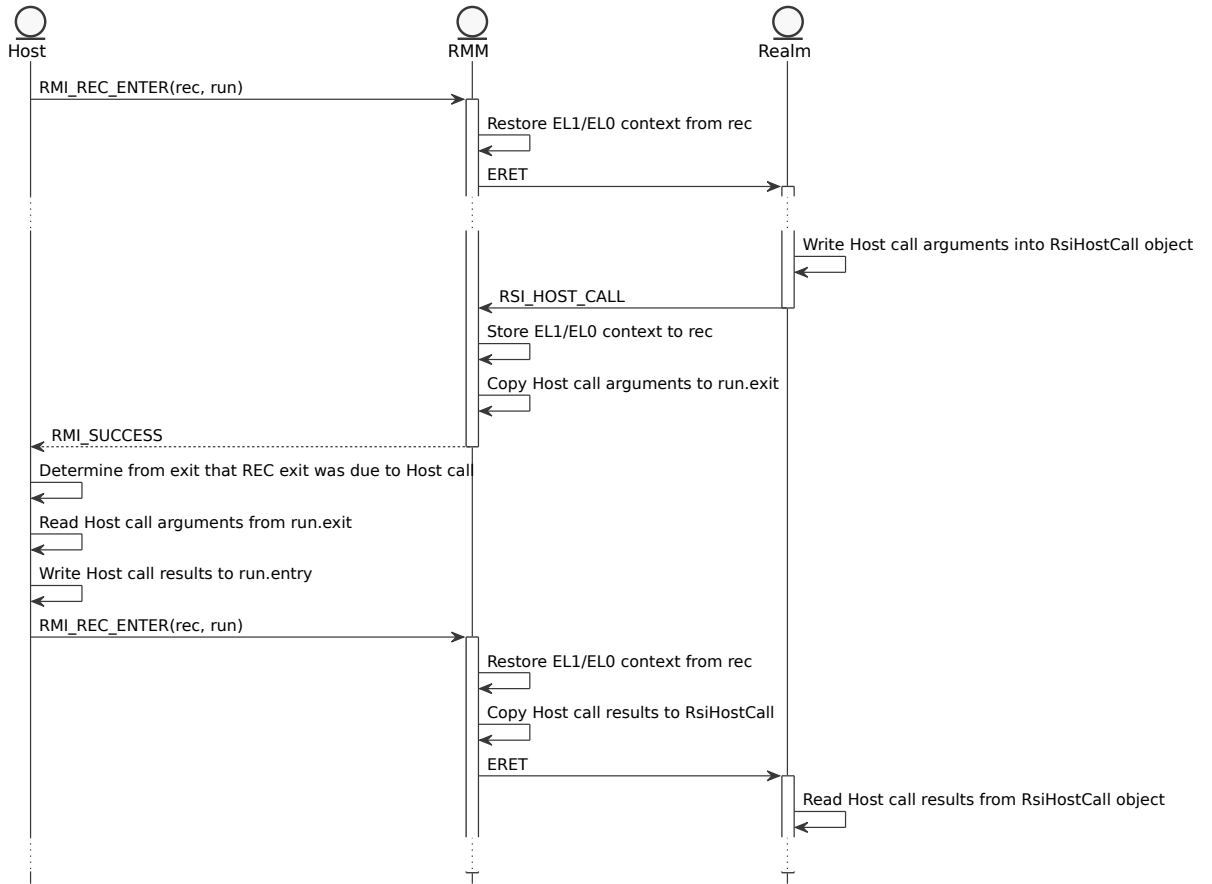 Host
RMM
Realm
RMI_REC_ENTER(rec, run)
Restore EL1/EL0 context from rec
ERET
Write Host call arguments into RsiHostCall object
RSI_HOST_CALL
Store EL1/EL0 context to rec
Copy Host call arguments to run.exit
RMI_SUCCESS
Determine from exit that REC exit was due to Host call
Read Host call arguments from run.exit
Write Host call results to run.entry
RMI_REC_ENTER(rec, run)
Restore EL1/EL0 context from rec
Copy Host call results to RsiHostCall
ERET
Read Host call results from RsiHostCall object